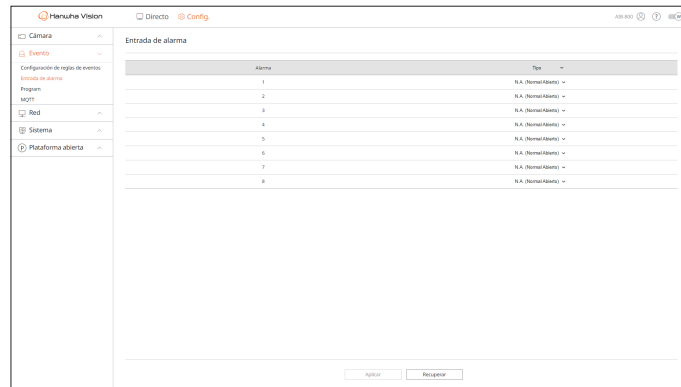 Hanwha Vision
Directo
Config.
AIB-800
Cámara
Evento
Configuración de reglas de eventos
Entrada de alarma
Program
MQTT
Red
Sistema
Plataforma abierta
Entrada de alarma
Alarma Tipo
1 N.A. (Normal Abierto)
2 N.A. (Normal Abierto)
3 N.A. (Normal Abierto)
4 N.A. (Normal Abierto)
5 N.A. (Normal Abierto)
6 N.A. (Normal Abierto)
7 N.A. (Normal Abierto)
8 N.A. (Normal Abierto)
Aplicar Recuperar